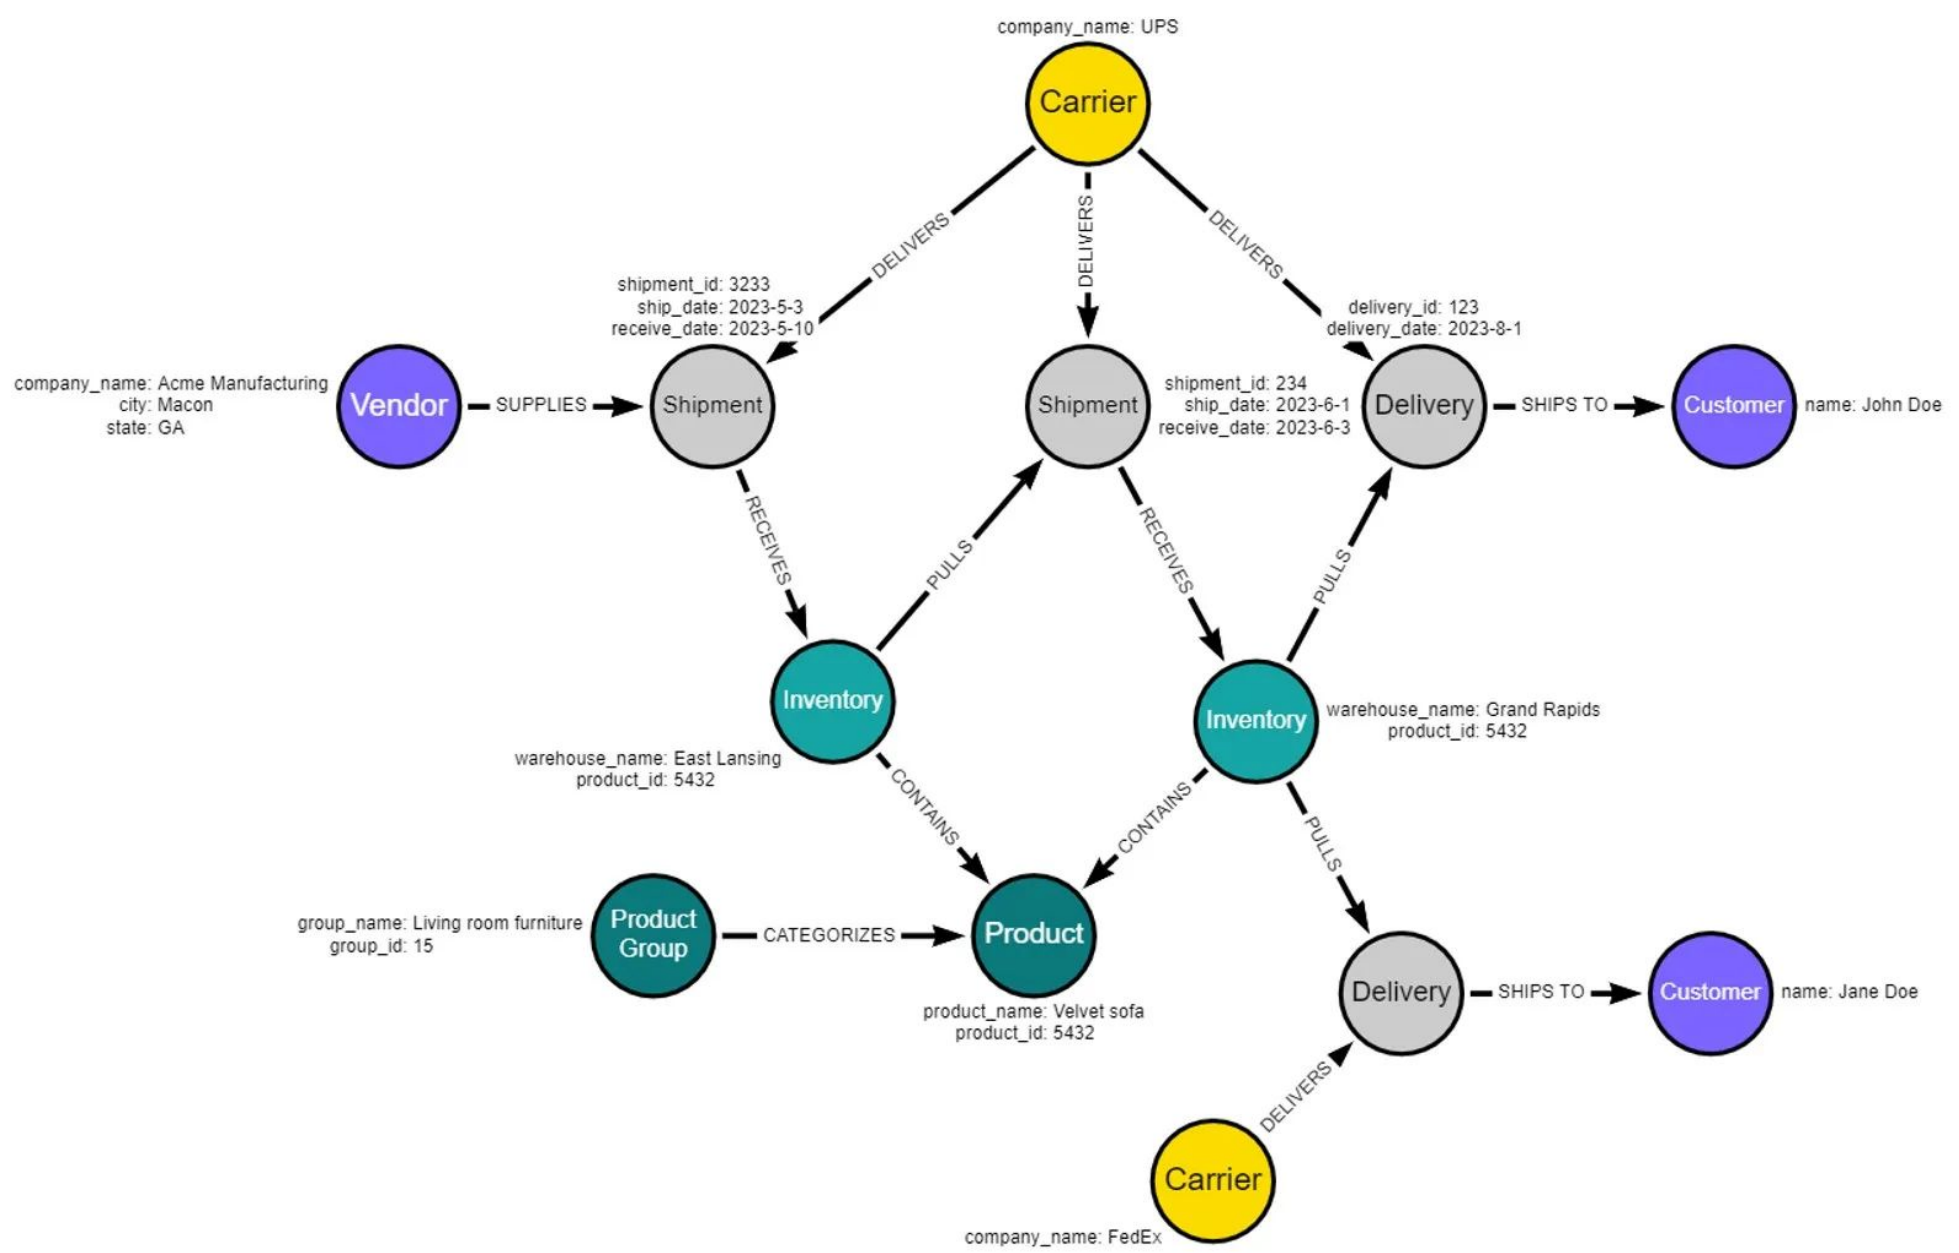 company_name: UPS
Carrier
DELIVERS
DELIVERS
DELIVERS
shipment_id: 3233
ship_date: 2023-5-3
receive_date: 2023-5-10
delivery_id: 123
delivery_date: 2023-8-1
company_name: Acme Manufacturing
city: Macon
state: GA
Vendor
SUPPLIES
Shipment
Shipment
shipment_id: 234
ship_date: 2023-6-1
receive_date: 2023-6-3
Delivery
SHIPS TO
Customer
name: John Doe
RECEIVES
PULLS
RECEIVES
PULLS
Inventory
warehouse_name: East Lansing
product_id: 5432
Inventory
warehouse_name: Grand Rapids
product_id: 5432
CONTAINS
CONTAINS
PULLS
group_name: Living room furniture
group_id: 15
Product
Group
CATEGORIZES
Product
product_name: Velvet sofa
product_id: 5432
Delivery
SHIPS TO
Customer
name: Jane Doe
DELIVERS
Carrier
company_name: FedEx